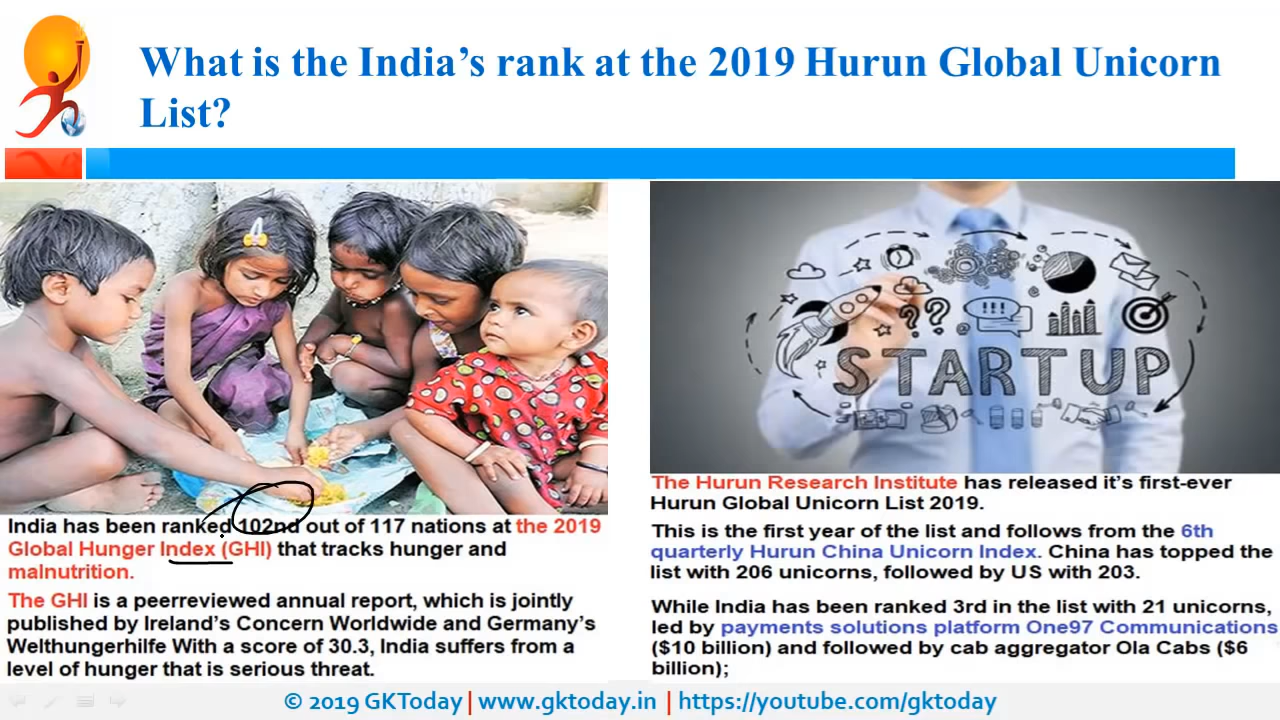 What is the India's rank at the 2019 Hurun Global Unicorn
List?
!!!
??
STARTUP
India has been ranked 102nd out of 117 nations at the 2019
Global Hunger Index (GHI) that tracks hunger and
malnutrition.
The GHI is a peerreviewed annual report, which is jointly
published by Ireland's Concern Worldwide and Germany's
Welthungerhilfe With a score of 30.3, India suffers from a
level of hunger that is serious threat.
The Hurun Research Institute has released it's first-ever
Hurun Global Unicorn List 2019.
This is the first year of the list and follows from the 6th
quarterly Hurun China Unicorn Index. China has topped the
list with 206 unicorns, followed by US with 203.
While India has been ranked 3rd in the list with 21 unicorns,
led by payments solutions platform One97 Communications
($10 billion) and followed by cab aggregator Ola Cabs ($6
billion);
© 2019 GKToday | www.gktoday.in | https://youtube.com/gktoday